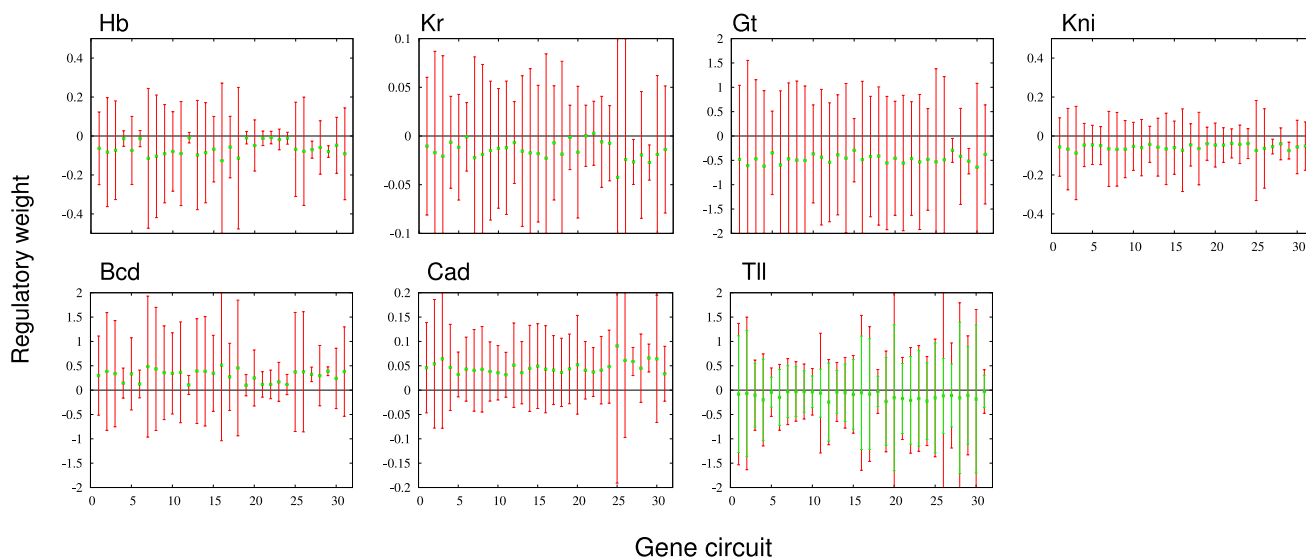 Hb Kr Gt Kni
0.4 0.2 0 -0.2 -0.4
0.1 0.05 0 -0.05 -0.1
2 1.5 1 0.5 0 -0.5 -1 -1.5 -2
0.4 0.2 0 -0.2 -0.4
0 5 10 15 20 25 30
Regulatory weight
Bcd Cad Tll
2 1.5 1 0.5 0 -0.5 -1 -1.5 -2
0.2 0.15 0.1 0.05 0 0.05 0.1 0.15 0.2
2 1.5 1 0.5 0 -0.5 -1 -1.5 -2
0 5 10 15 20 25 30
0 5 10 15 20 25 30
0 5 10 15 20 25 30
Gene circuit